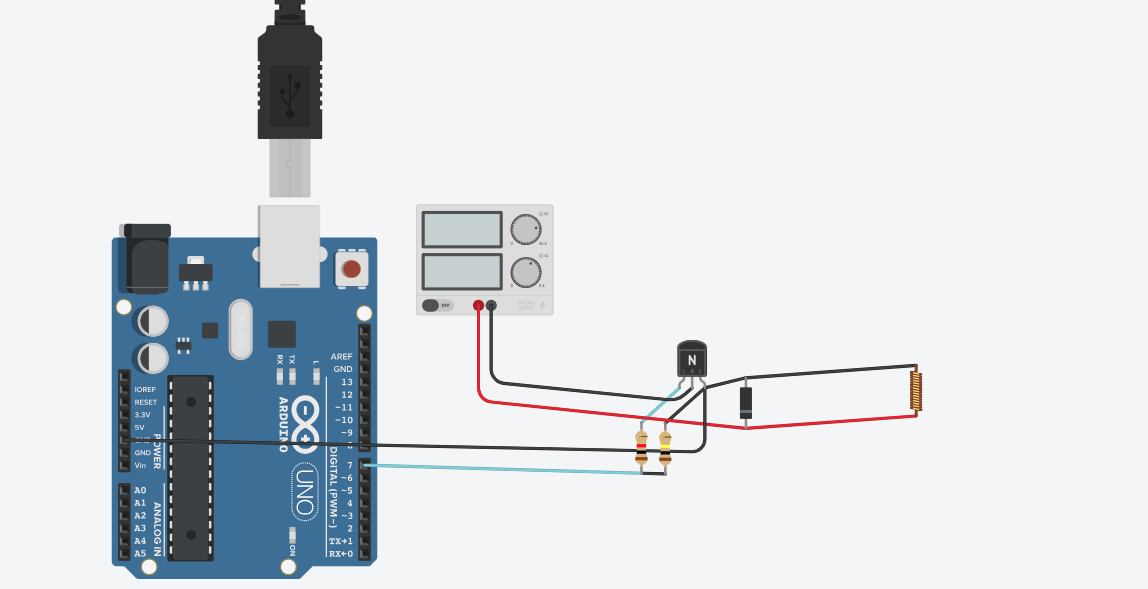 OFF
N
AREF
GND
13
12
~11
~10
~9
8
7
~6
~5
4
~3
2
TX→1
RX←0
IOREF
RESET
3.3V
5V
GND
GND
Vin
A0
A1
A2
A3
A4
A5
RX
TX
L
ARDUINO
UNO
ON
POWER
ANALOG IN
DIGITAL (PWM~)